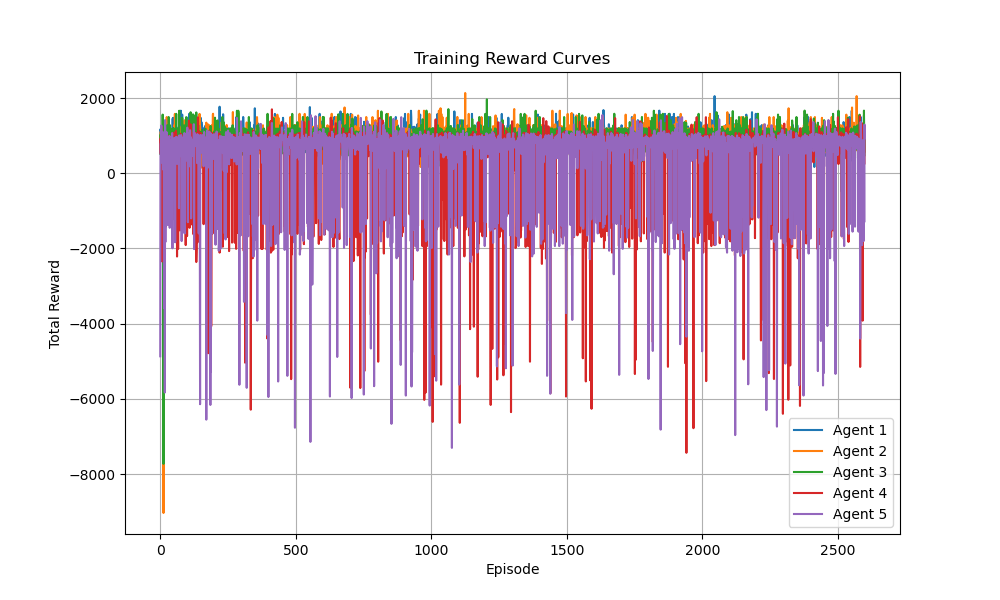 Training Reward Curves
2000
0
−2000
−4000
−6000
−8000
Total Reward
0
500
1000
1500
2000
2500
Episode
Agent 1
Agent 2
Agent 3
Agent 4
Agent 5